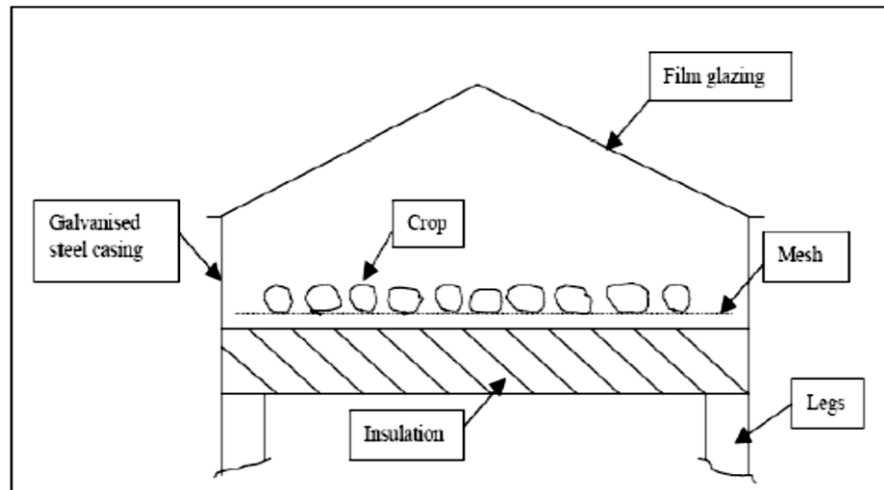 Film glazing
Galvanised
steel casing
Crop
Mesh
Legs
Insulation